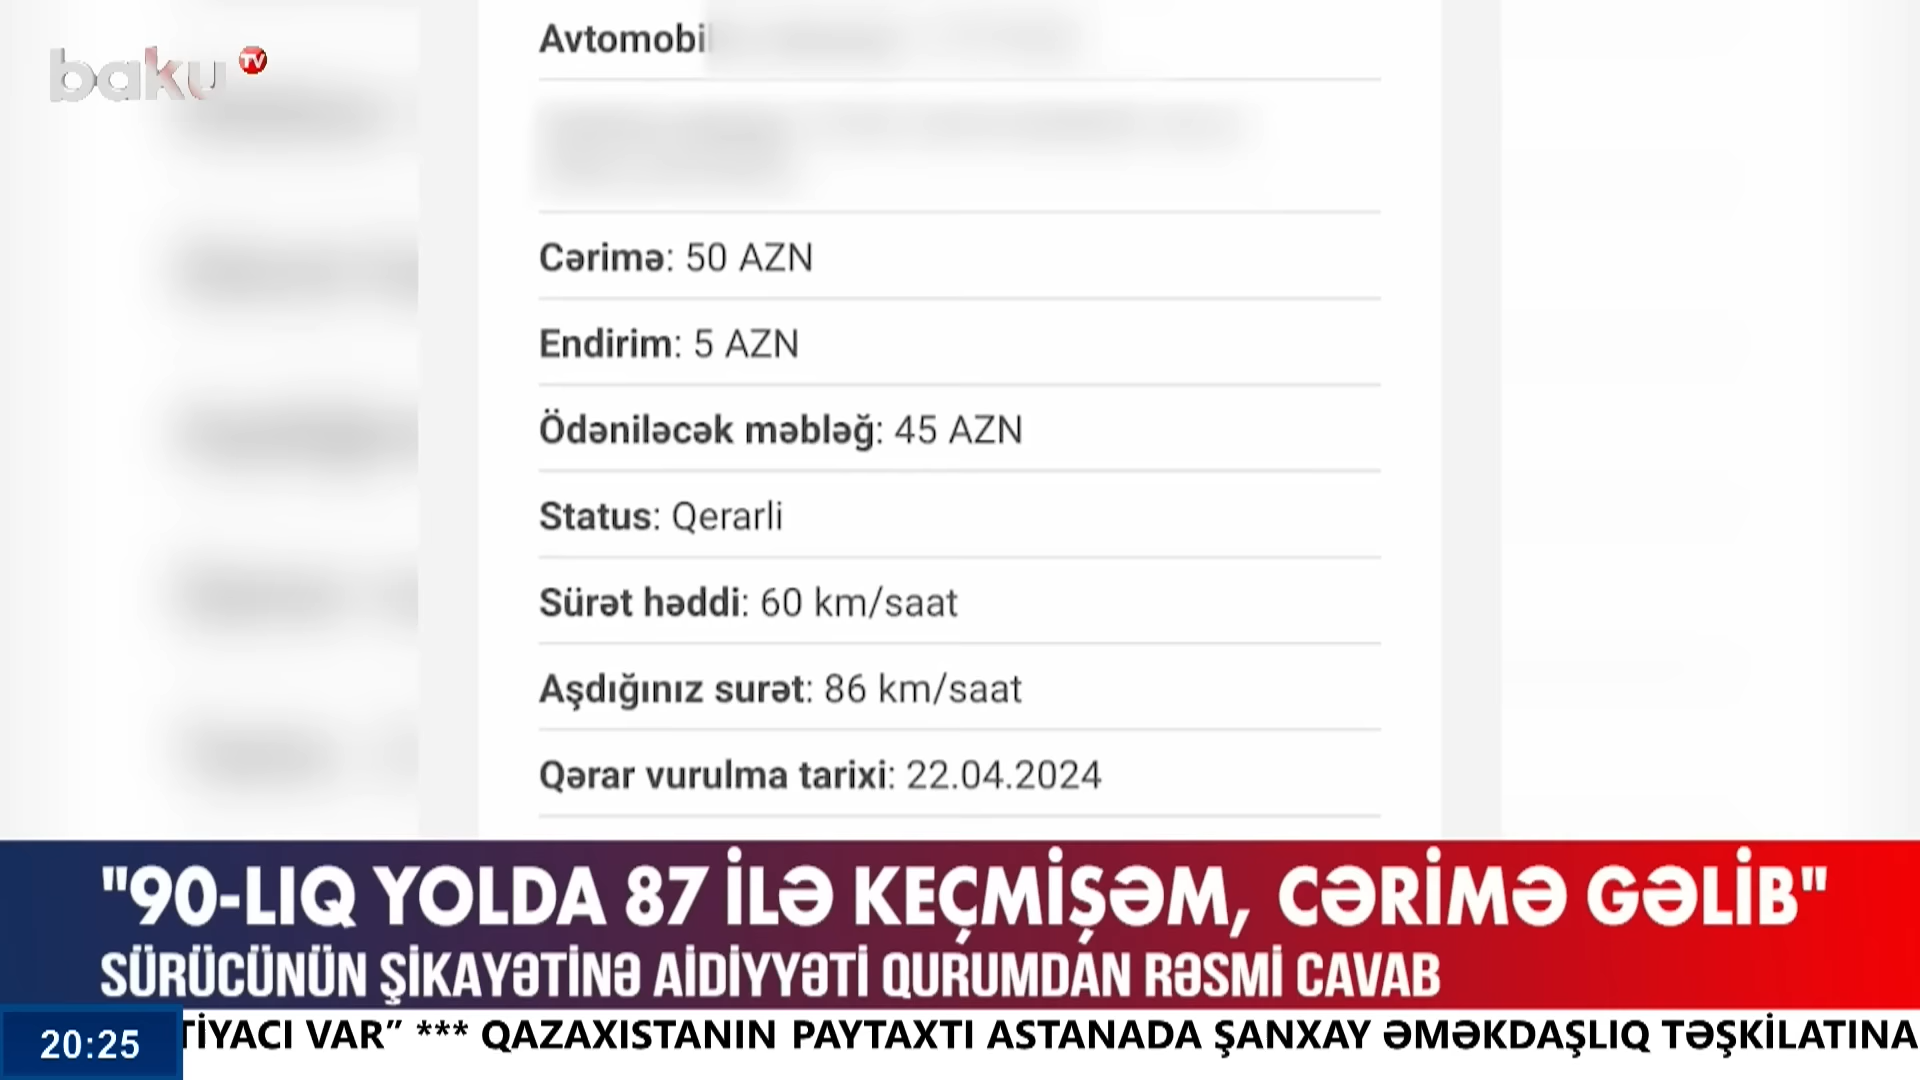 baku TV
Avtomobi
Cərimə: 50 AZN
Endirim: 5 AZN
Ödəniləcək məbləğ: 45 AZN
Status: Qerarli
Sürət həddi: 60 km/saat
Aşdığınız surət: 86 km/saat
Qərar vurulma tarixi: 22.04.2024
"90-LIQ YOLDA 87 İLƏ KEÇMİŞƏM, CƏRİMƏ GƏLİB"
SÜRÜCÜNÜN ŞİKAYƏTİNƏ AİDİYYƏTİ QURUMDAN RƏSMİ CAVAB
20:25 TİYACI VAR” *** QAZAXISTANIN PAYTAXTI ASTANADA ŞANXAY ƏMƏKDAŞLIQ TƏŞKİLATINA